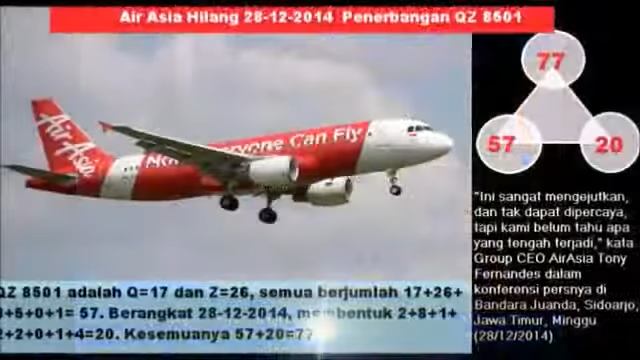 Air Asia Hilang 28-12-2014 Penerbangan QZ 8501
77
57
20
AirAsia
Now Everyone Can Fly
"Ini sangat mengejutkan,
dan tak dapat dipercaya,
tapi kami belum tahu apa
yang tengah terjadi," kata
Group CEO AirAsia Tony
Fernandes dalam
konferensi persnya di
Bandara Juanda, Sidoarjo,
Jawa Timur, Minggu
(28/12/2014)
QZ 8501 adalah Q=17 dan Z=26, semua berjumlah 17+26+
8+5+0+1= 57. Berangkat 28-12-2014, membentuk 2+8+1+
2+2+0+1+4=20. Kesemuanya 57+20=77